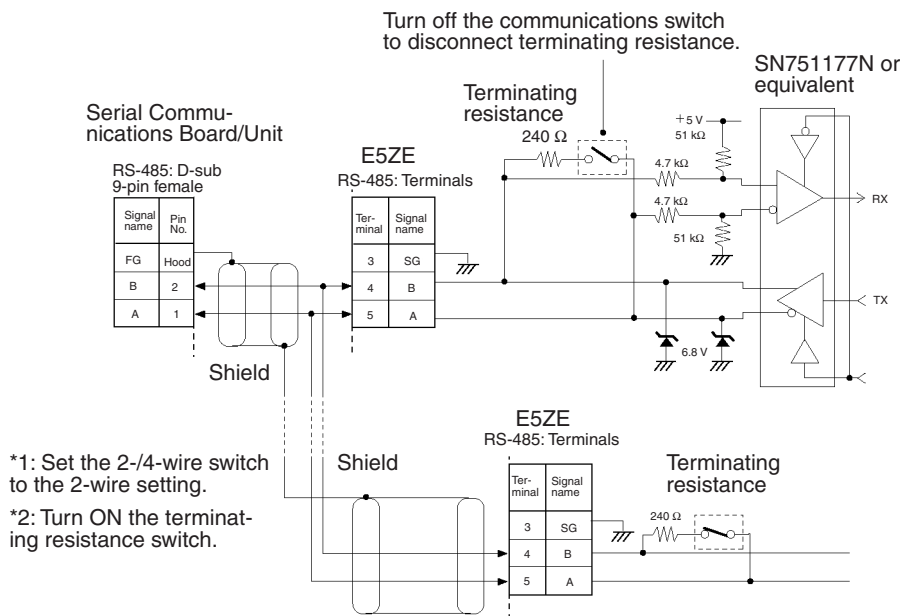 Turn off the communications switch
to disconnect terminating resistance.
SN751177N or
equivalent
Terminating
resistance
240 Ω
+5 V
51 kΩ
4.7 kΩ
4.7 kΩ
51 kΩ
RX
TX
6.8 V
Serial Commu-
nications Board/Unit
RS-485: D-sub
9-pin female
Signal name Pin No.
FG Hood
B 2
A 1
Shield
E5ZE
RS-485: Terminals
Ter-minal Signal name
3 SG
4 B
5 A
*1: Set the 2-/4-wire switch
to the 2-wire setting.
*2: Turn ON the terminat-
ing resistance switch.
Shield
E5ZE
RS-485: Terminals
Ter-minal Signal name
3 SG
4 B
5 A
Terminating
resistance
240 Ω